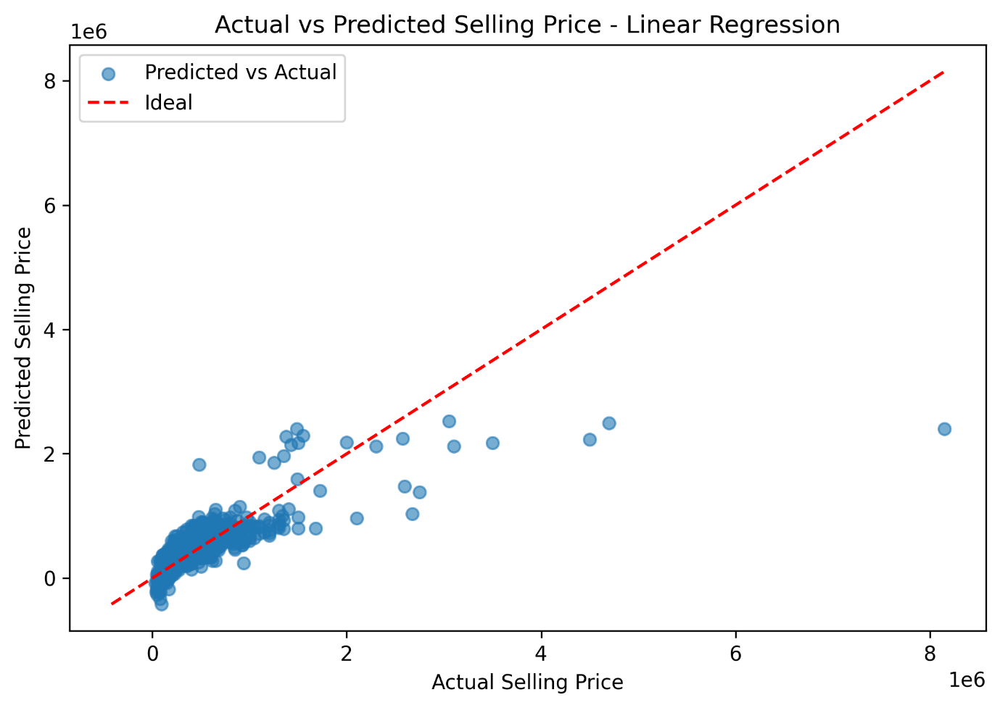 Actual vs Predicted Selling Price - Linear Regression
1e6
Predicted vs Actual
Ideal
8
6
4
2
0
Predicted Selling Price
0 2 4 6 8
Actual Selling Price
1e6